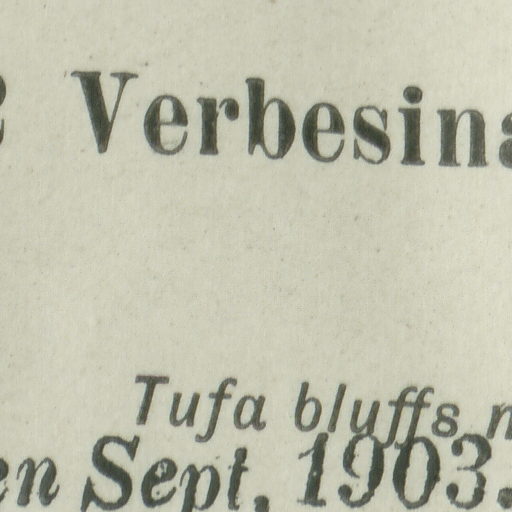 Verbesina
Tufa bluffs
Sept, 1903.